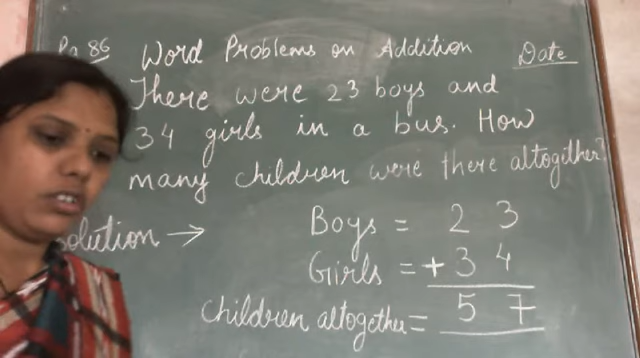 Pg 86 Word Problems on Addition Date
There were 23 boys and
34 girls in a bus. How
many children were there altogether?
Solution → Boys = 2 3
Girls = + 3 4
Children altogether = 5 7